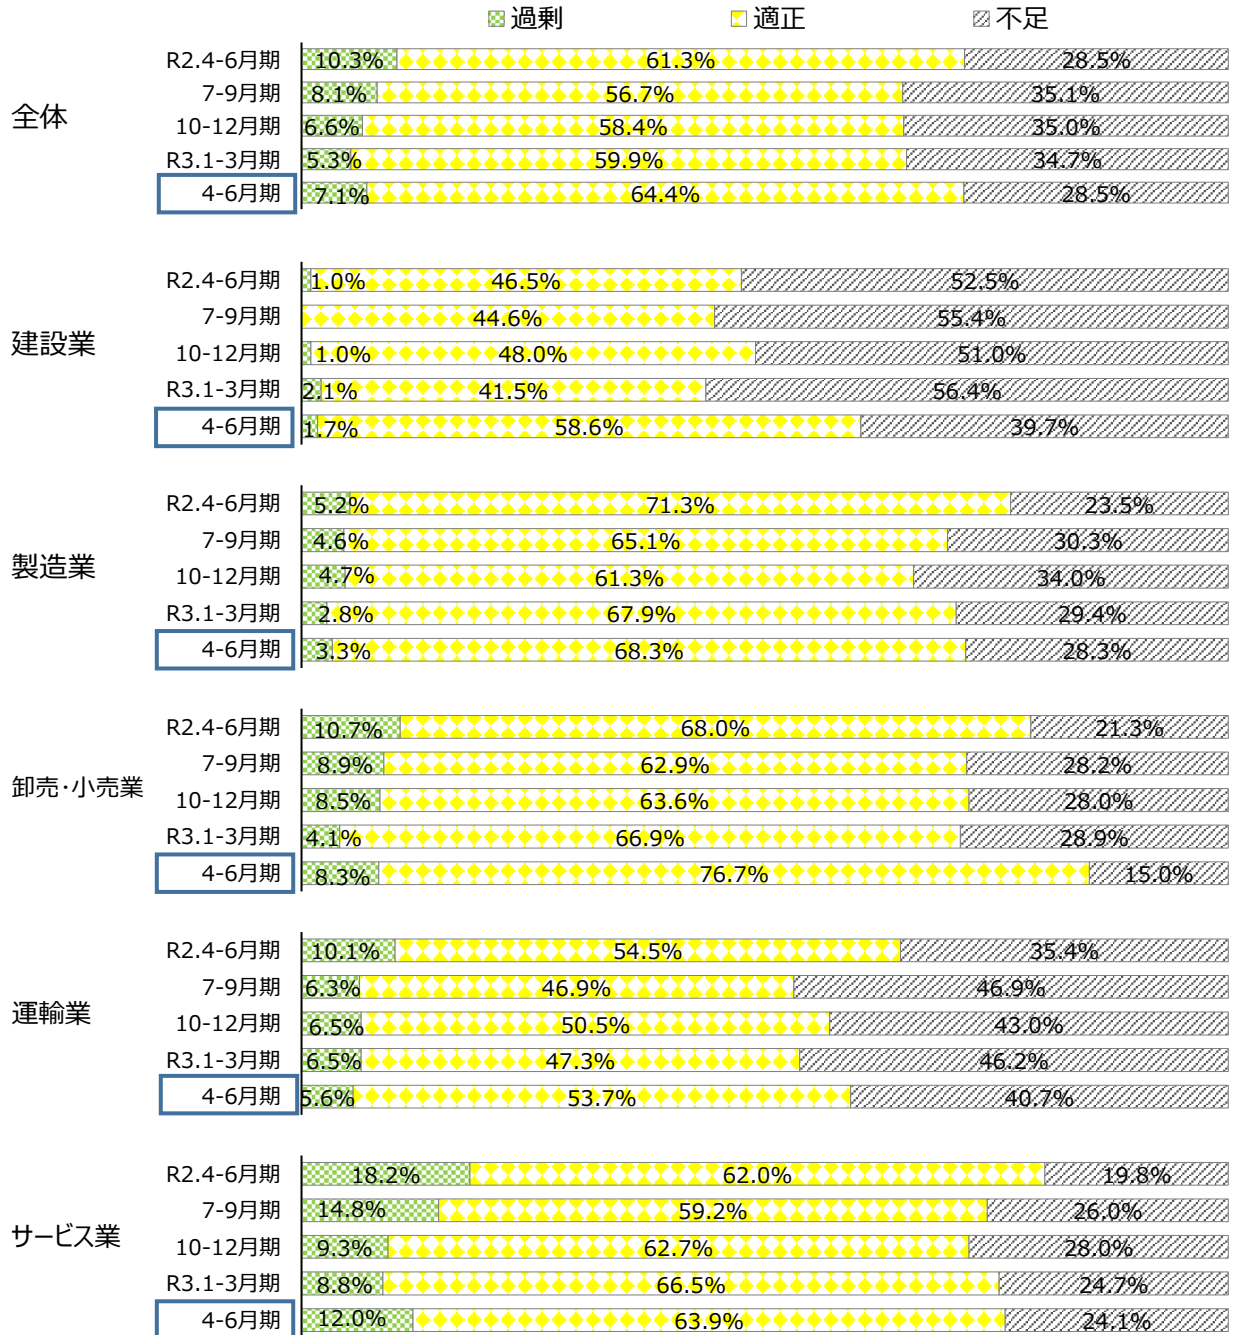 過剰 適正 不足
全体
R2.4-6月期 10.3% 61.3% 28.5%
7-9月期 8.1% 56.7% 35.1%
10-12月期 6.6% 58.4% 35.0%
R3.1-3月期 5.3% 59.9% 34.7%
4-6月期 7.1% 64.4% 28.5%
建設業
R2.4-6月期 1.0% 46.5% 52.5%
7-9月期 44.6% 55.4%
10-12月期 1.0% 48.0% 51.0%
R3.1-3月期 2.1% 41.5% 56.4%
4-6月期 1.7% 58.6% 39.7%
製造業
R2.4-6月期 5.2% 71.3% 23.5%
7-9月期 4.6% 65.1% 30.3%
10-12月期 4.7% 61.3% 34.0%
R3.1-3月期 2.8% 67.9% 29.4%
4-6月期 3.3% 68.3% 28.3%
卸売・小売業
R2.4-6月期 10.7% 68.0% 21.3%
7-9月期 8.9% 62.9% 28.2%
10-12月期 8.5% 63.6% 28.0%
R3.1-3月期 4.1% 66.9% 28.9%
4-6月期 8.3% 76.7% 15.0%
運輸業
R2.4-6月期 10.1% 54.5% 35.4%
7-9月期 6.3% 46.9% 46.9%
10-12月期 6.5% 50.5% 43.0%
R3.1-3月期 6.5% 47.3% 46.2%
4-6月期 5.6% 53.7% 40.7%
サービス業
R2.4-6月期 18.2% 62.0% 19.8%
7-9月期 14.8% 59.2% 26.0%
10-12月期 9.3% 62.7% 28.0%
R3.1-3月期 8.8% 66.5% 24.7%
4-6月期 12.0% 63.9% 24.1%